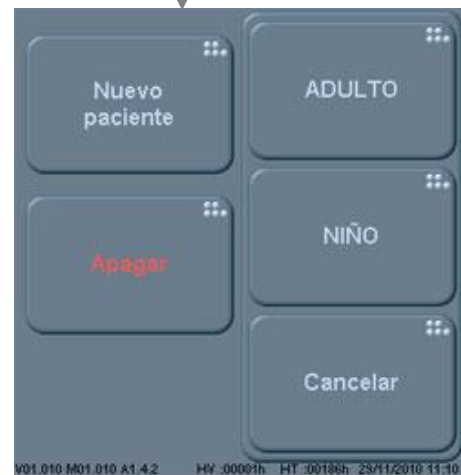 Nuevo
paciente
ADULTO
Apagar
NIÑO
Cancelar
V01.010 M01.010 A1.4.2 HV :00001h HT :00186h 29/11/2010 11:10